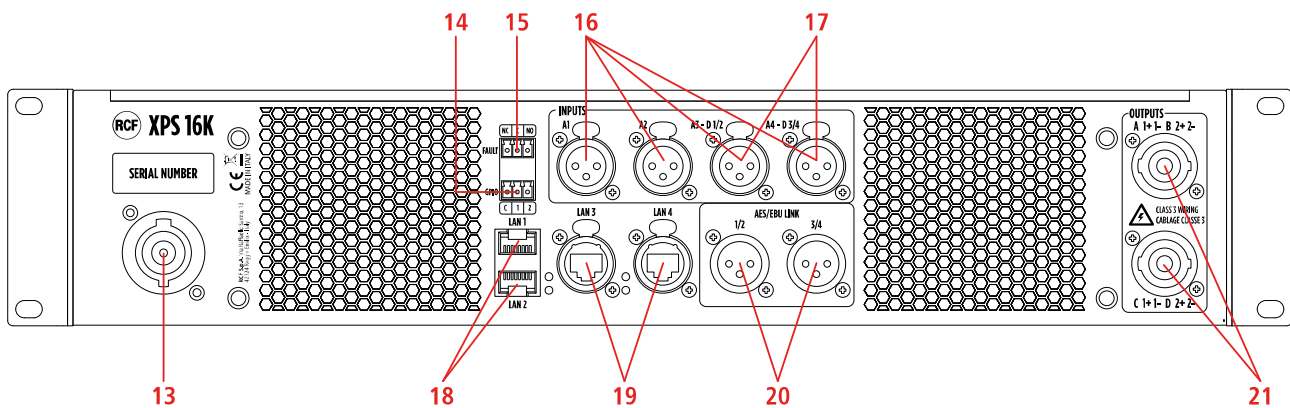 14 15 16 17
RCF XPS 16K
SERIAL NUMBER
MADE IN ITALY
NC C NO
FAULT
GPIO
C 1 2
LAN 1
LAN 2
INPUTS
A1 A2 A3 - D 1/2 A4 - D 3/4
LAN 3 LAN 4
AES/EBU LINK
1/2 3/4
OUTPUTS
A 1+ 1- B 2+ 2-
CLASS 3 WIRING
CABLAGE CLASSE 3
C 1+ 1- D 2+ 2-
13 18 19 20 21